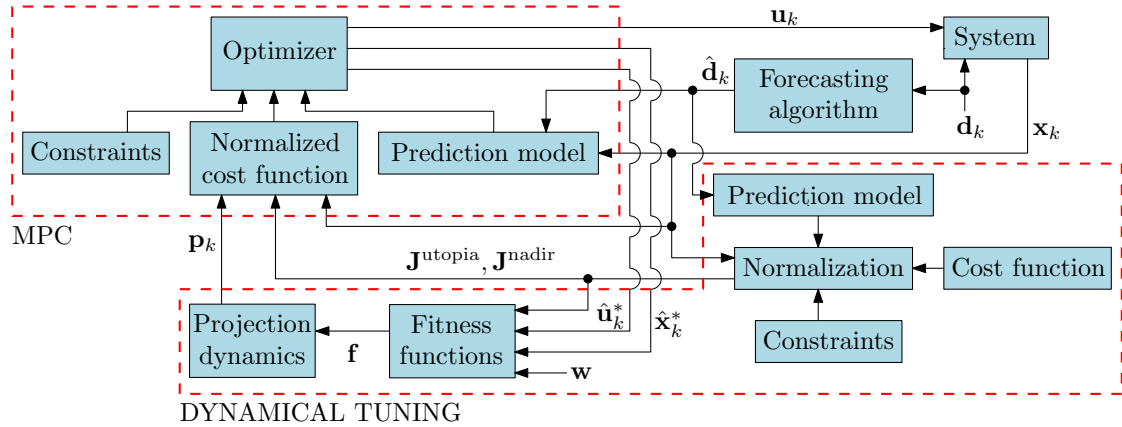 u_k
Optimizer
System
d̂_k
Forecasting
algorithm
d_k
x_k
Constraints
Normalized
cost function
Prediction model
Prediction model
MPC
p_k
J^utopia, J^nadir
Normalization
Cost function
Projection
dynamics
f
Fitness
functions
û*_k
x̂*_k
w
Constraints
DYNAMICAL TUNING